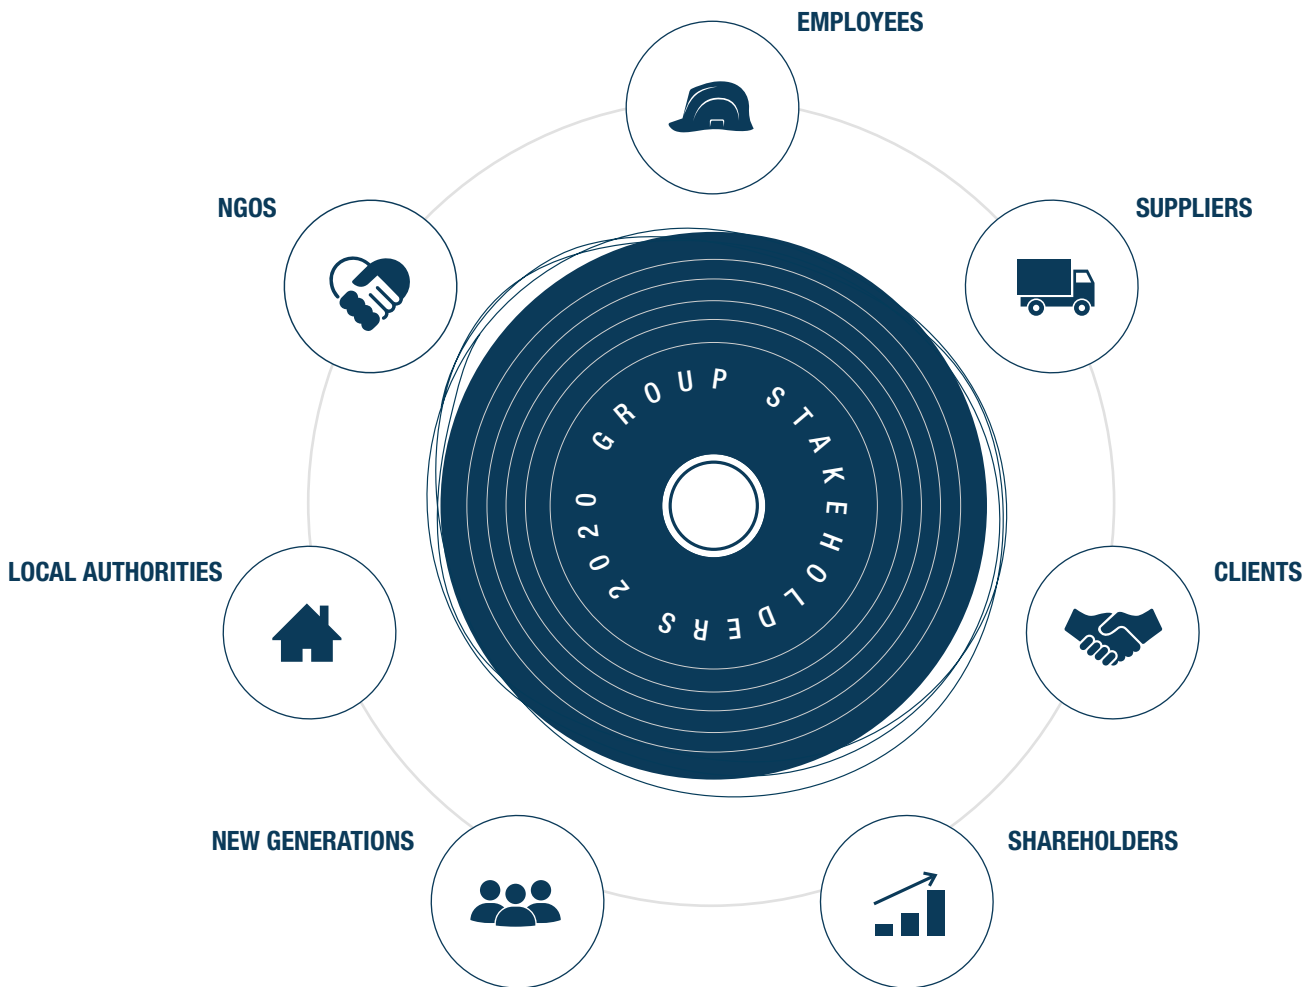 EMPLOYEES
NGOS
SUPPLIERS
GROUP STAKEHOLDERS 2020
LOCAL AUTHORITIES
CLIENTS
NEW GENERATIONS
SHAREHOLDERS